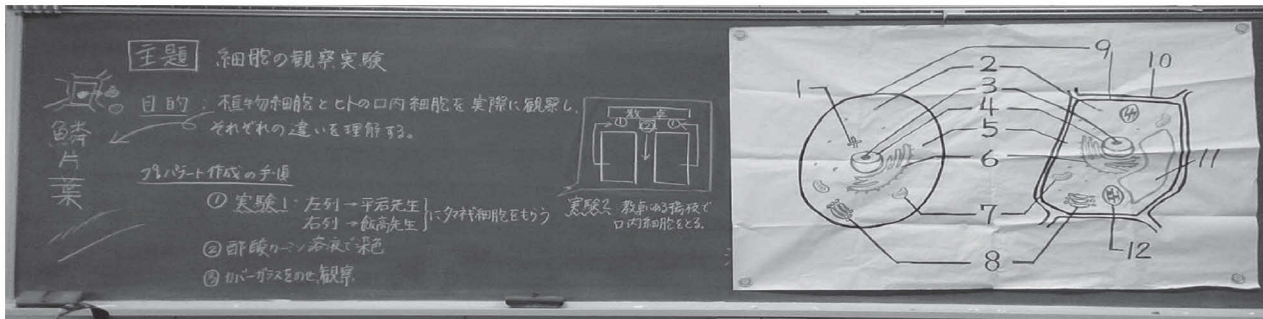 主題 細胞の観察実験
目的：植物細胞とヒトの口内細胞を実際に観察し、
それぞれの違いを理解する。
鱗片葉
プレパラート作成の手順
① 実験1：左列→平岩先生
右列→飯高先生
にタマネギ細胞をもらう
② 酢酸カーミン溶液で染色
③ カバーガラスをのせ、観察
教卓
① ② ①
実験2 教卓にある楊枝で
口内細胞をとる。
1
2
3
4
5
6
7
8
9
10
11
12